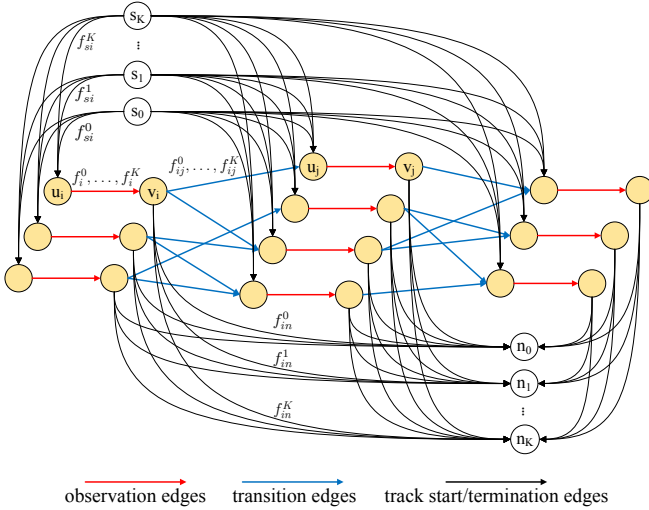 s_K
f_{si}^K
⋮
s_1
f_{si}^1
s_0
f_{si}^0
f_i^0, ..., f_i^K
f_{ij}^0, ..., f_{ij}^K
u_i
v_i
u_j
v_j
f_{in}^0
n_0
f_{in}^1
n_1
⋮
f_{in}^K
n_K
observation edges
transition edges
track start/termination edges